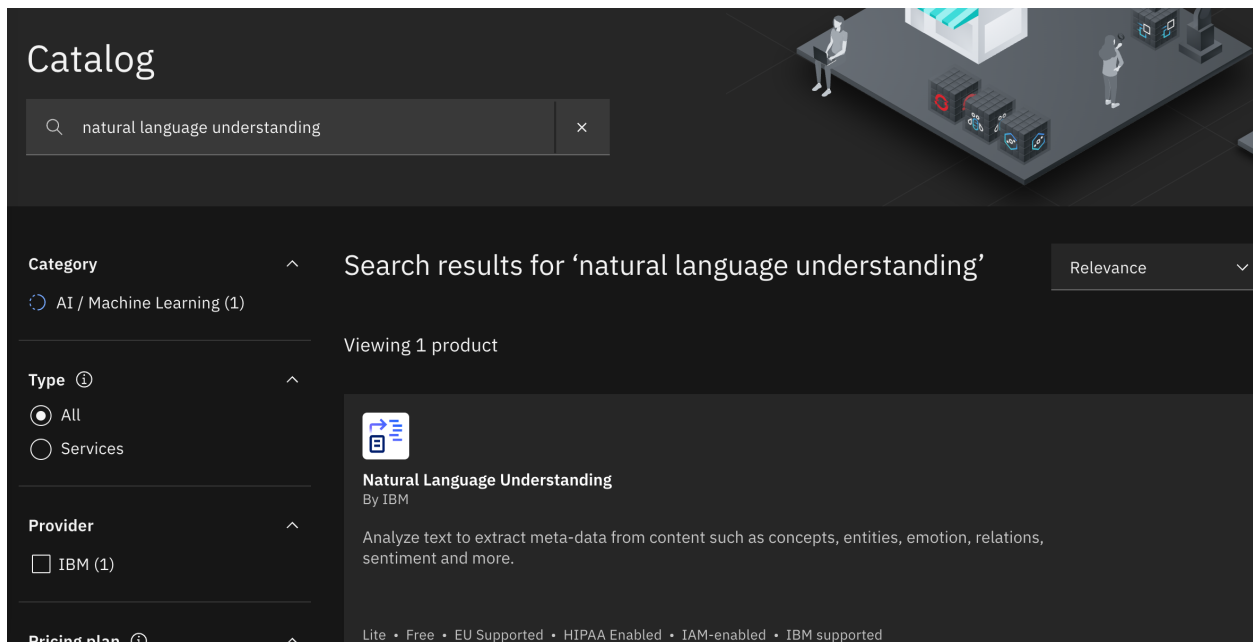 Catalog
natural language understanding
Category
AI / Machine Learning (1)
Type
All
Services
Provider
IBM (1)
Pricing plan
Search results for ‘natural language understanding’
Relevance
Viewing 1 product
Natural Language Understanding
By IBM
Analyze text to extract meta-data from content such as concepts, entities, emotion, relations,
sentiment and more.
Lite • Free • EU Supported • HIPAA Enabled • IAM-enabled • IBM supported